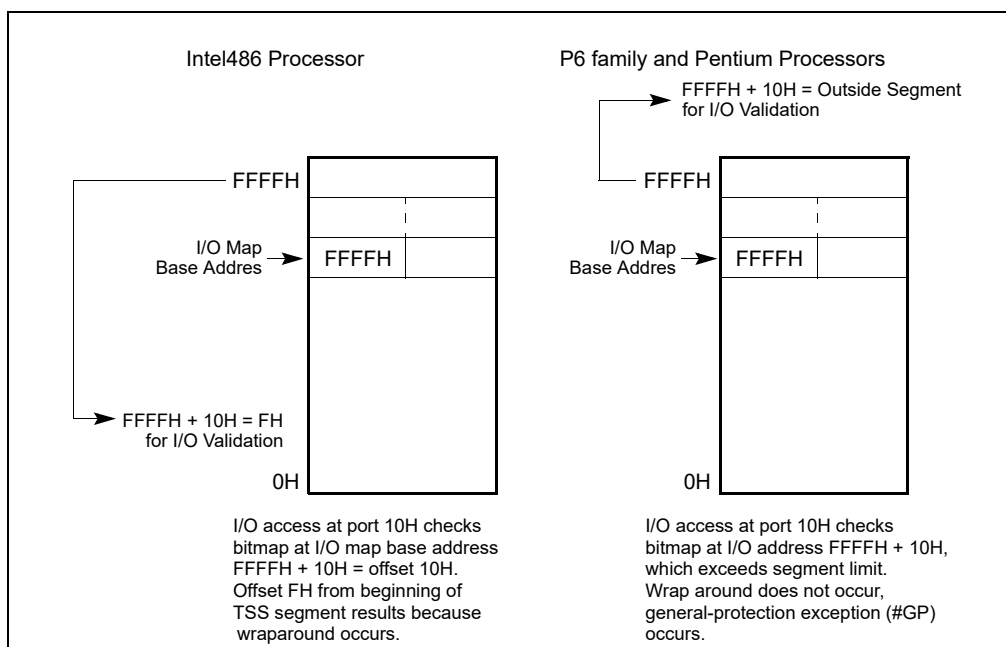 Intel486 Processor
FFFFH
I/O Map
Base Addres
FFFFH
FFFFH + 10H = FH
for I/O Validation
0H
I/O access at port 10H checks
bitmap at I/O map base address
FFFFH + 10H = offset 10H.
Offset FH from beginning of
TSS segment results because
wraparound occurs.
P6 family and Pentium Processors
FFFFH + 10H = Outside Segment
for I/O Validation
FFFFH
I/O Map
Base Addres
FFFFH
0H
I/O access at port 10H checks
bitmap at I/O address FFFFH + 10H,
which exceeds segment limit.
Wrap around does not occur,
general-protection exception (#GP)
occurs.